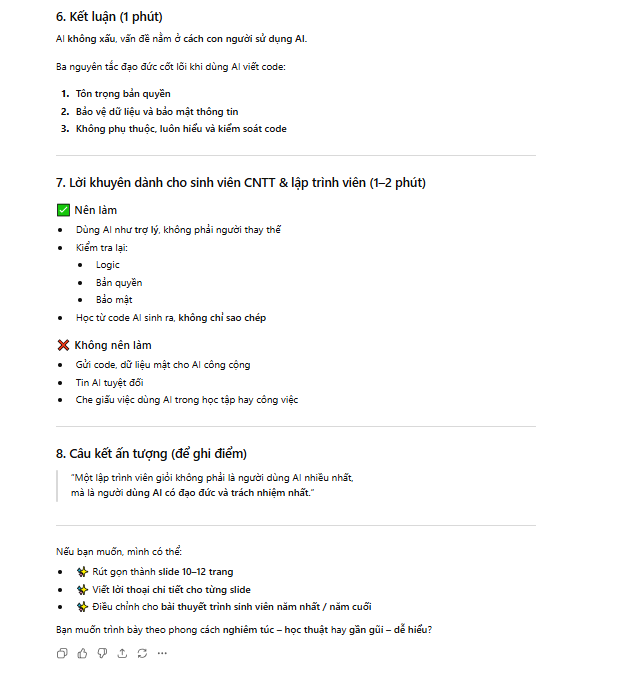 6. Kết luận (1 phút)
AI không xấu, vấn đề nằm ở cách con người sử dụng AI.
Ba nguyên tắc đạo đức cốt lõi khi dùng AI viết code:
1. Tôn trọng bản quyền
2. Bảo vệ dữ liệu và bảo mật thông tin
3. Không phụ thuộc, luôn hiểu và kiểm soát code
7. Lời khuyên dành cho sinh viên CNTT & lập trình viên (1–2 phút)
✅ Nên làm
• Dùng AI như trợ lý, không phải người thay thế
• Kiểm tra lại:
• Logic
• Bản quyền
• Bảo mật
• Học từ code AI sinh ra, không chỉ sao chép
❌ Không nên làm
• Gửi code, dữ liệu mật cho AI công cộng
• Tin AI tuyệt đối
• Che giấu việc dùng AI trong học tập hay công việc
8. Câu kết ấn tượng (để ghi điểm)
“Một lập trình viên giỏi không phải là người dùng AI nhiều nhất,
mà là người dùng AI có đạo đức và trách nhiệm nhất.”
Nếu bạn muốn, mình có thể:
• ✨ Rút gọn thành slide 10–12 trang
• ✨ Viết lời thoại chi tiết cho từng slide
• ✨ Điều chỉnh cho bài thuyết trình sinh viên năm nhất / năm cuối
Bạn muốn trình bày theo phong cách nghiêm túc – học thuật hay gần gũi – dễ hiểu?